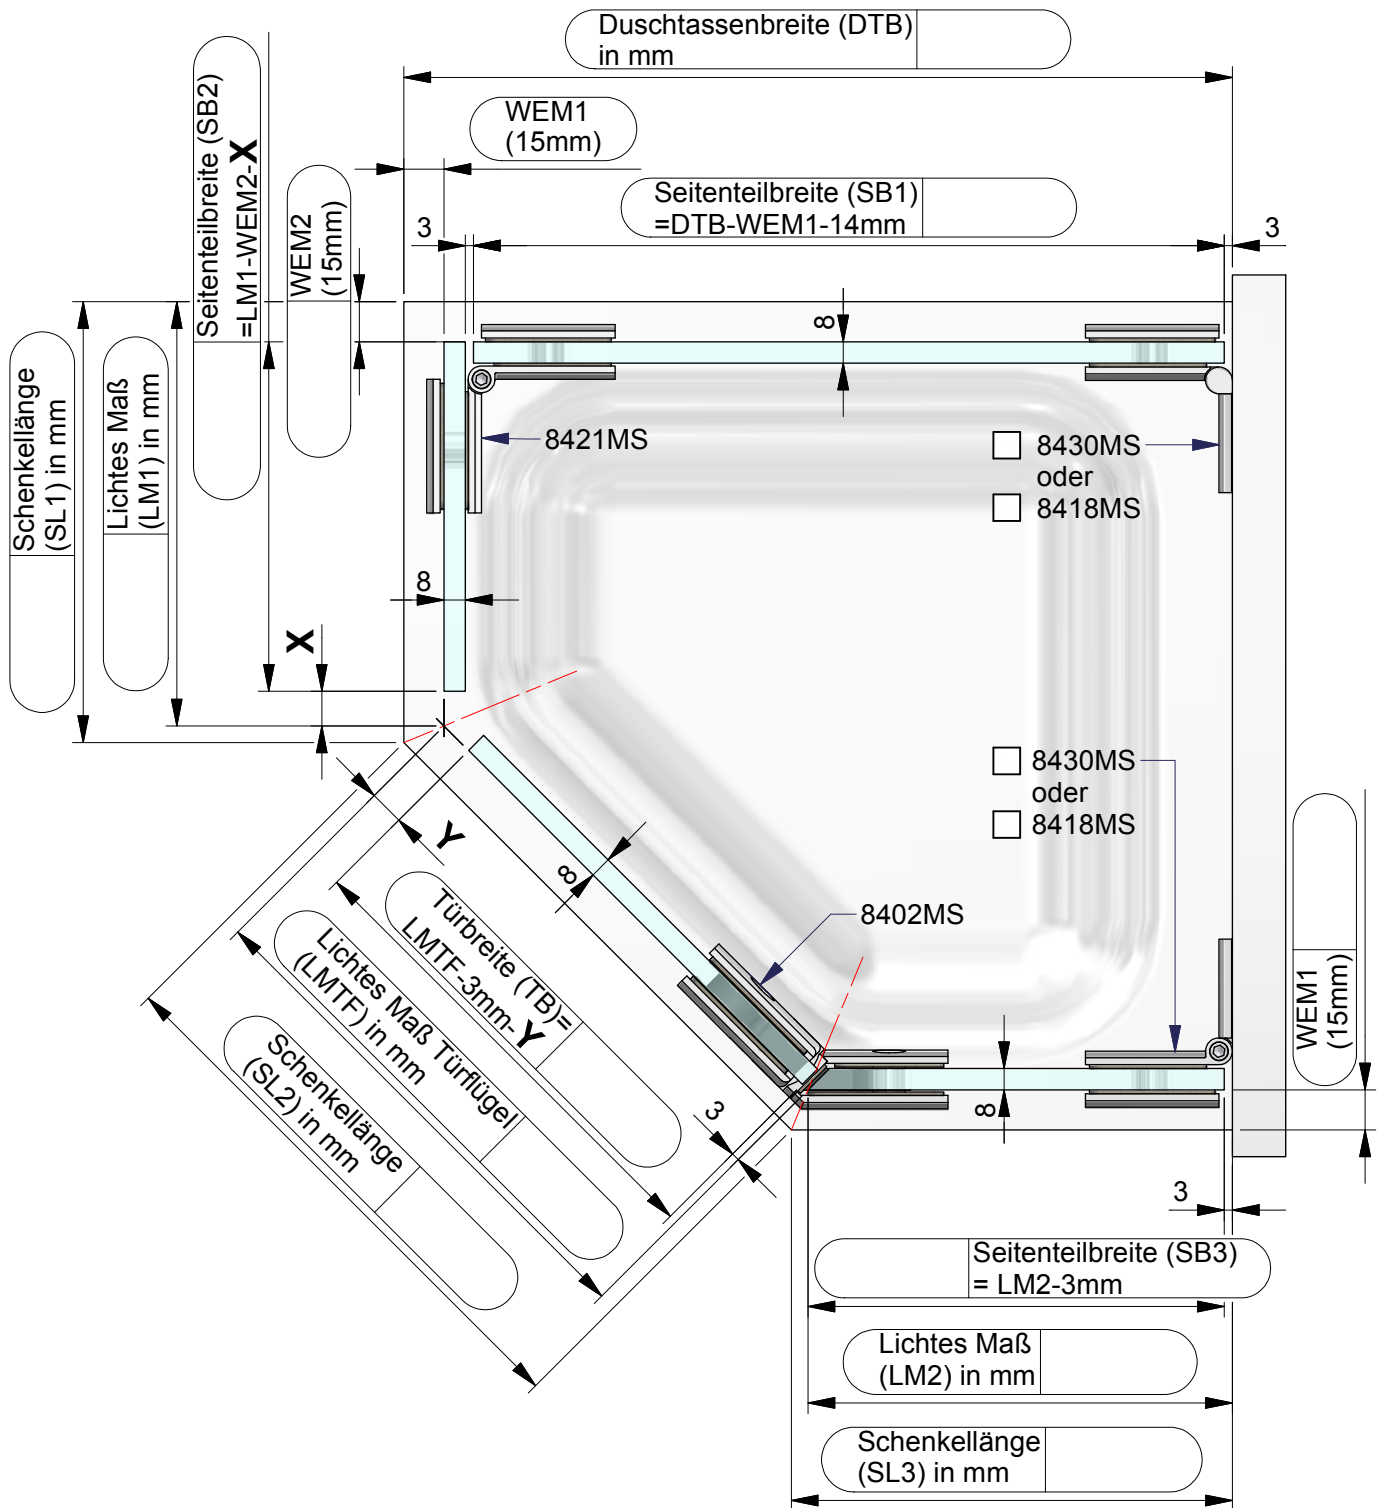 Duschtassenbreite (DTB)
in mm
WEM1
(15mm)
Seitenteilbreite (SB1)
=DTB-WEM1-14mm
3
3
Seitenteilbreite (SB2)
=LM1-WEM2-X
WEM2
(15mm)
Schenkellänge
(SL1) in mm
Lichtes Maß
(LM1) in mm
8
8421MS
8430MS
oder
8418MS
8
X
8430MS
oder
8418MS
Y
8
8402MS
Türbreite (TB)=
LMTF-3mm-Y
Lichtes Maß Türflügel
(LMTF) in mm
Schenkellänge
(SL2) in mm
3
8
WEM1
(15mm)
3
Seitenteilbreite (SB3)
= LM2-3mm
Lichtes Maß
(LM2) in mm
Schenkellänge
(SL3) in mm